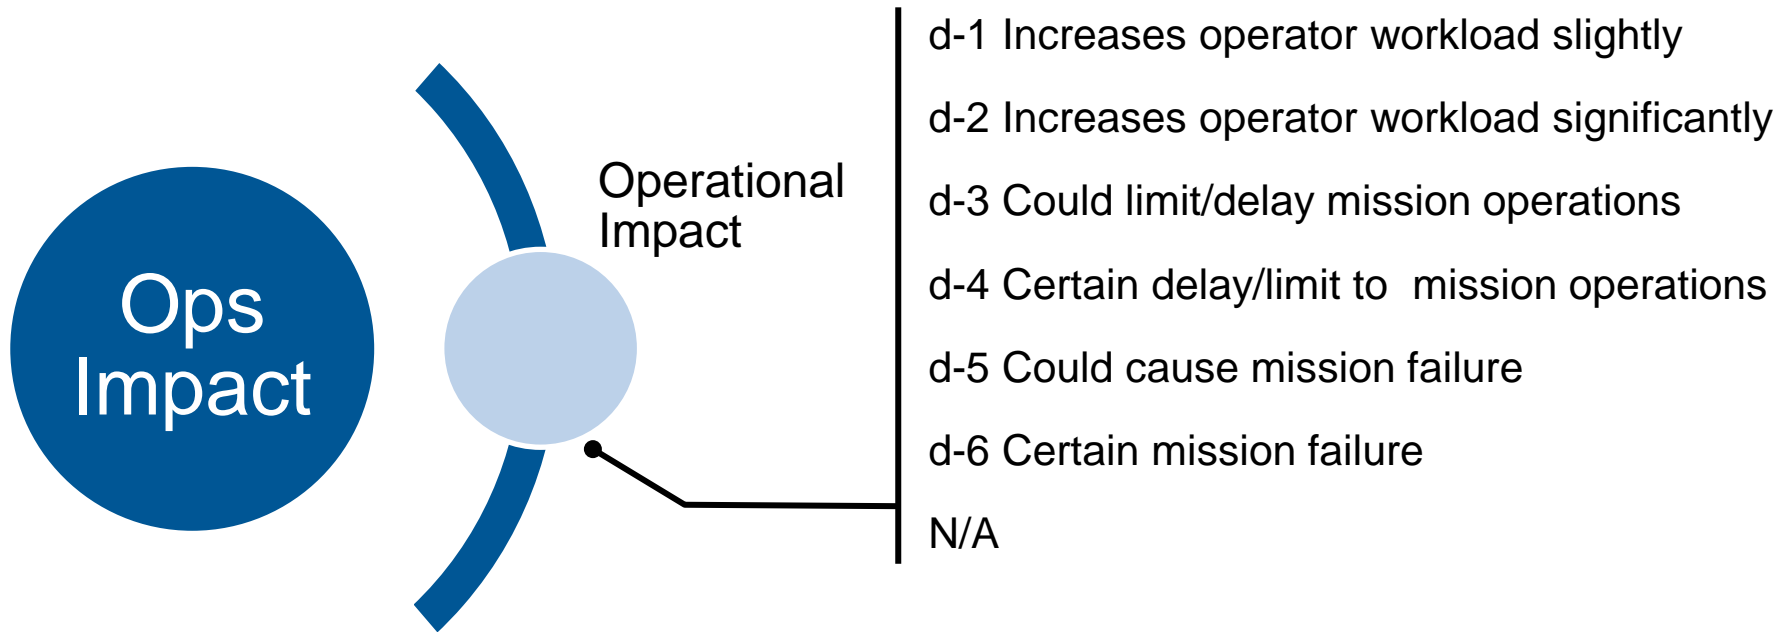 Ops
Impact
Operational
Impact
d-1 Increases operator workload slightly
d-2 Increases operator workload significantly
d-3 Could limit/delay mission operations
d-4 Certain delay/limit to  mission operations
d-5 Could cause mission failure
d-6 Certain mission failure
N/A